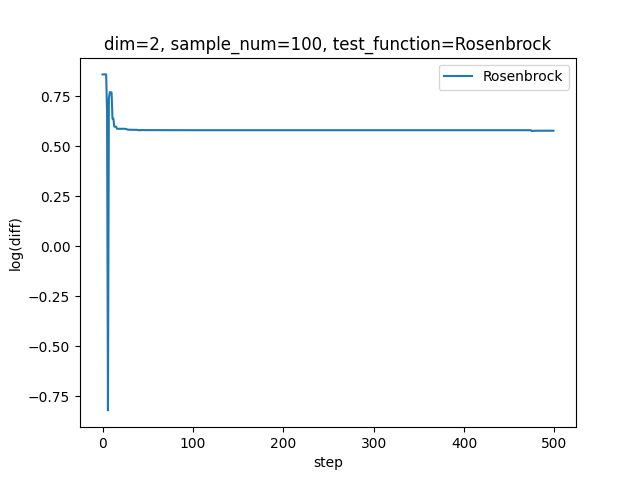 dim=2, sample_num=100, test_function=Rosenbrock
Rosenbrock
0.75
0.50
0.25
0.00
−0.25
−0.50
−0.75
log(diff)
0 100 200 300 400 500
step